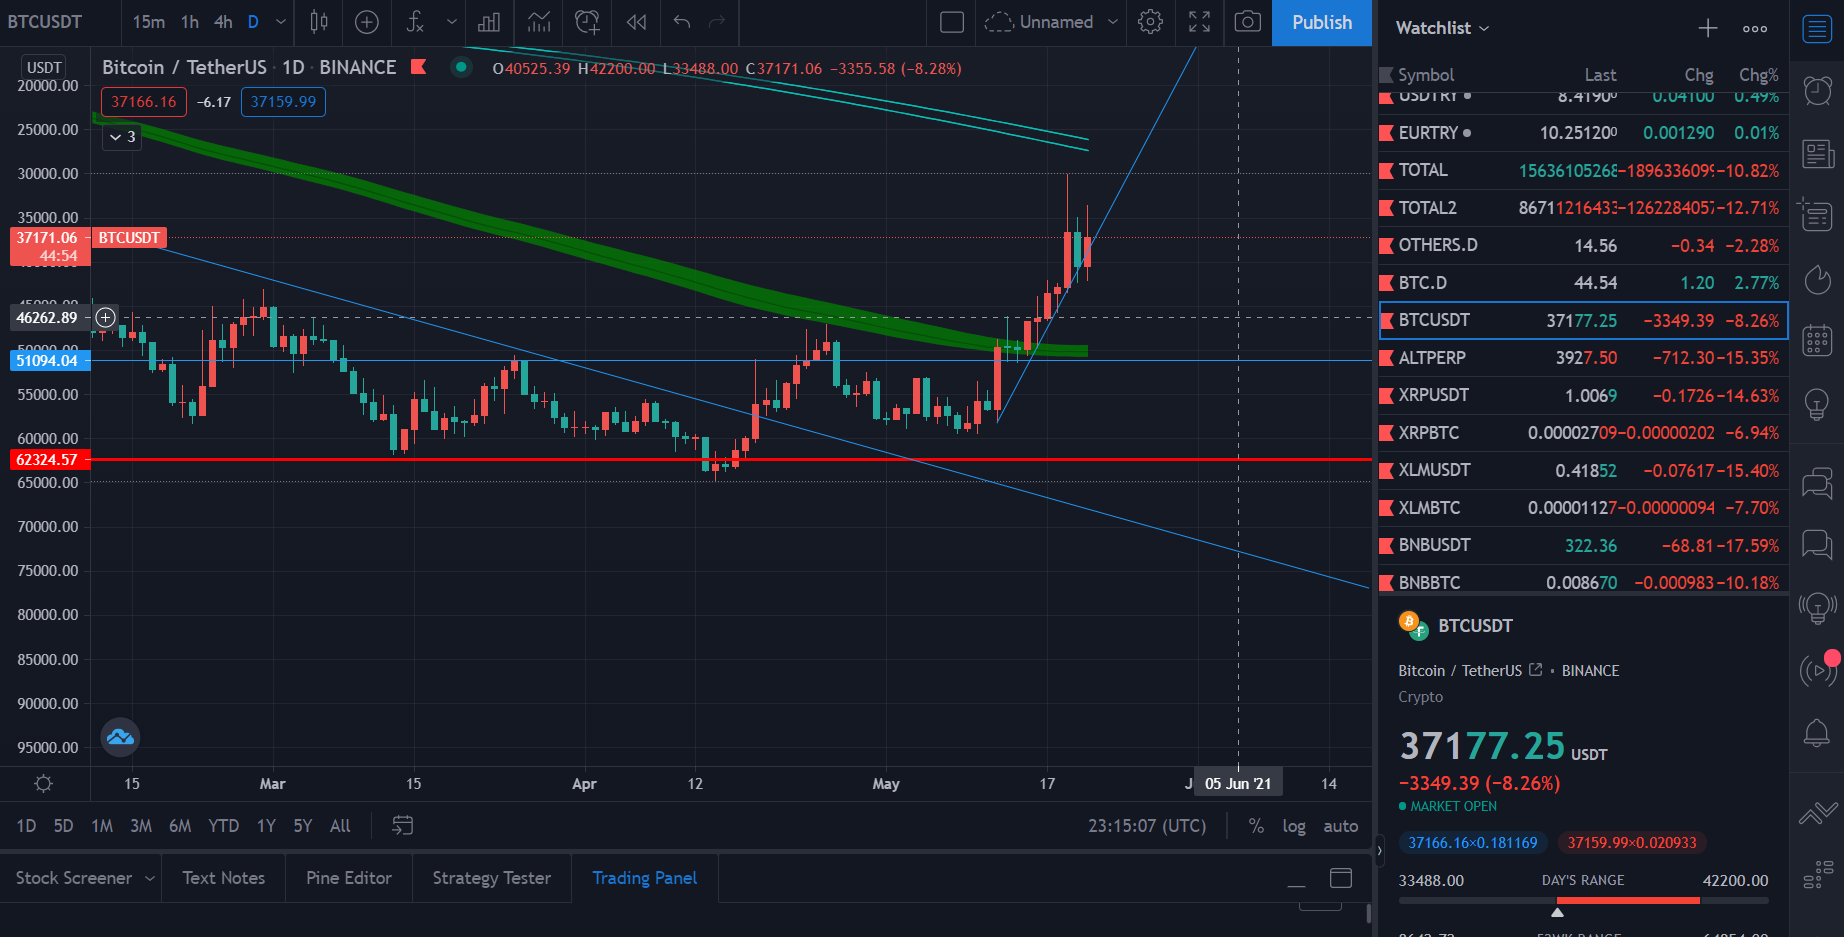 BTCUSDT 15m 1h 4h D Unnamed Publish
USDT
Bitcoin / TetherUS · 1D · BINANCE O40525.39 H42200.00 L33488.00 C37171.06 −3355.58 (−8.28%)
37166.16 −6.17 37159.99
3
20000.00
25000.00
30000.00
35000.00
37171.06 BTCUSDT
44:54
46262.89
51094.04
55000.00
60000.00
62324.57
65000.00
70000.00
75000.00
80000.00
85000.00
90000.00
95000.00
15 Mar 15 Apr 12 May 17 05 Jun '21 14
1D 5D 1M 3M 6M YTD 1Y 5Y All 23:15:07 (UTC) % log auto
Stock Screener Text Notes Pine Editor Strategy Tester Trading Panel
Watchlist
Symbol Last Chg Chg%
USDTRY 8.4190⁰ 0.04100 0.49%
EURTRY 10.25120⁰ 0.001290 0.01%
TOTAL 15636105268 −1896336099 −10.82%
TOTAL2 86711216433 −1262284057 −12.71%
OTHERS.D 14.56 −0.34 −2.28%
BTC.D 44.54 1.20 2.77%
BTCUSDT 37177.25 −3349.39 −8.26%
ALTPERP 3927.50 −712.30 −15.35%
XRPUSDT 1.0069 −0.1726 −14.63%
XRPBTC 0.00002709 −0.00000202 −6.94%
XLMUSDT 0.41852 −0.07617 −15.40%
XLMBTC 0.00001127 −0.00000094 −7.70%
BNBUSDT 322.36 −68.81 −17.59%
BNBBTC 0.008670 −0.000983 −10.18%
BTCUSDT
Bitcoin / TetherUS • BINANCE
Crypto
37177.25 USDT
−3349.39 (−8.26%)
MARKET OPEN
37166.16×0.181169 37159.99×0.020933
33488.00 DAY'S RANGE 42200.00